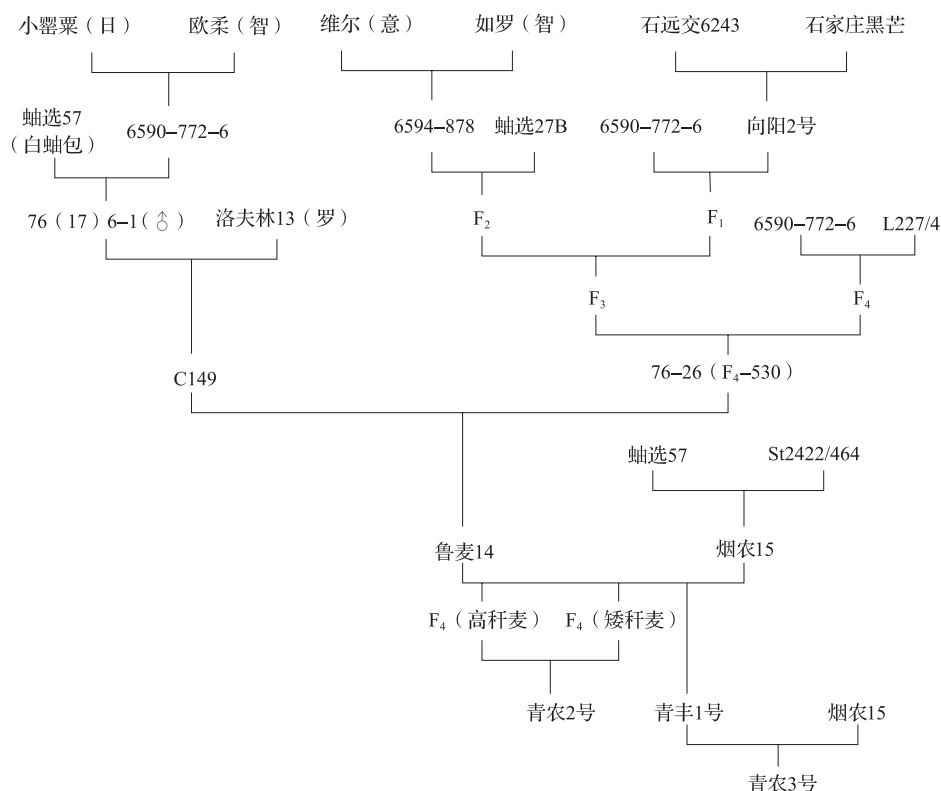 小罂粟（日） 欧柔（智） 维尔（意） 如罗（智） 石远交6243 石家庄黑芒
蚰选57
（白蚰包）
6590–772–6 6594–878 蚰选27B 6590–772–6 向阳2号
76（17）6–1(♂) 洛夫林13（罗） F₂ F₁ 6590–772–6 L227/4
F₃ F₄
C149 76–26（F₄–530）
蚰选57 St2422/464
鲁麦14 烟农15
F₄（高秆麦） F₄（矮秆麦）
青农2号 青丰1号 烟农15
青农3号